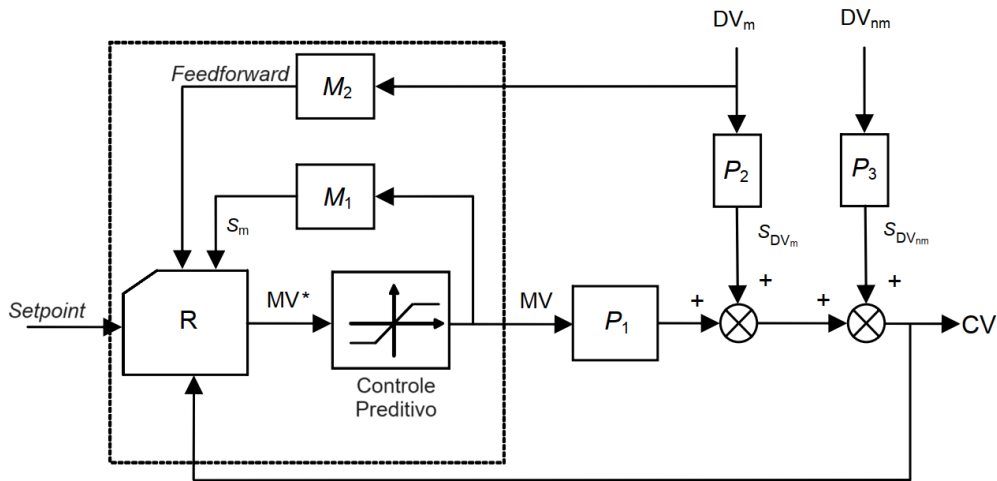 DVm
DVnm
Feedforward
M2
P2
P3
M1
Sm
SDVm
SDVnm
+
+
Setpoint
R
MV*
MV
P1
+
+
CV
Controle
Preditivo